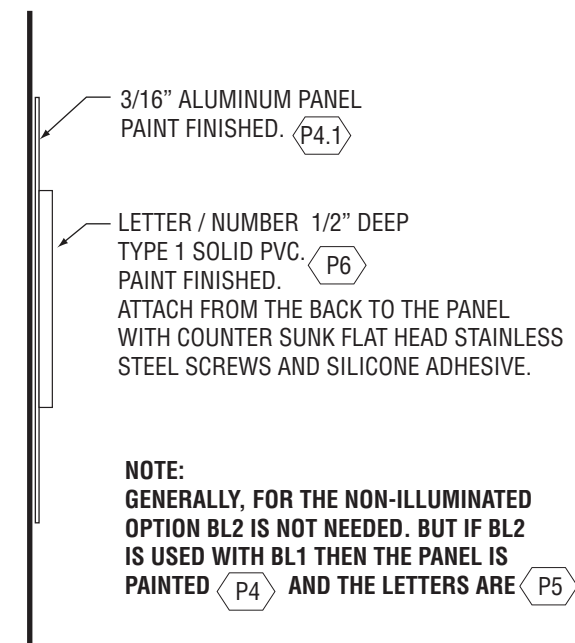 3/16” ALUMINUM PANEL
PAINT FINISHED. P4.1
LETTER / NUMBER 1/2” DEEP
TYPE 1 SOLID PVC. P6
PAINT FINISHED.
ATTACH FROM THE BACK TO THE PANEL
WITH COUNTER SUNK FLAT HEAD STAINLESS
STEEL SCREWS AND SILICONE ADHESIVE.
NOTE:
GENERALLY, FOR THE NON-ILLUMINATED
OPTION BL2 IS NOT NEEDED. BUT IF BL2
IS USED WITH BL1 THEN THE PANEL IS
PAINTED P4 AND THE LETTERS ARE P5